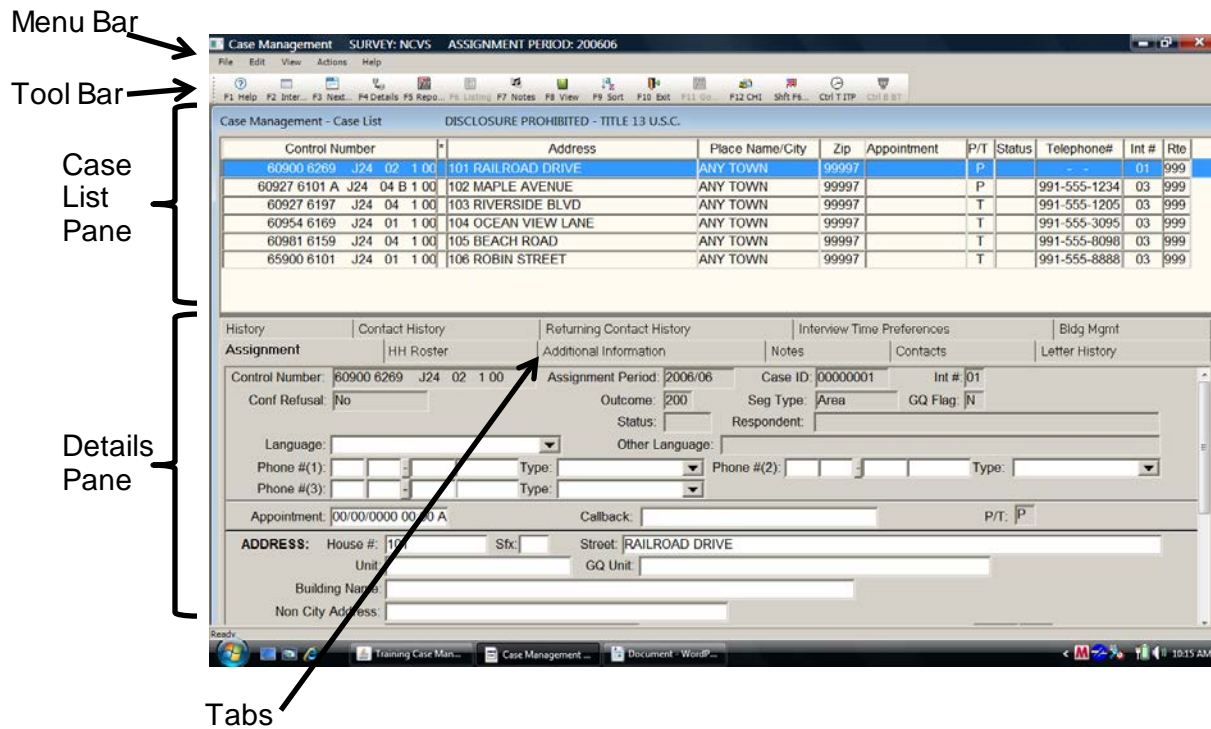 Menu Bar
Case Management SURVEY: NCVS ASSIGNMENT PERIOD: 200606
File Edit View Actions Help
Tool Bar
F1 Help F2 Inter... F3 Next... F4 Details F5 Repo... F6 Listing F7 Notes F8 View F9 Sort F10 Exit F11 Go... F12 CHI Shft F6... Ctrl T ITP Ctrl B BT
Case Management - Case List DISCLOSURE PROHIBITED - TITLE 13 U.S.C.
Control Number * Address Place Name/City Zip Appointment P/T Status Telephone# Int # Rte
60900 6269 J24 02 1 00 101 RAILROAD DRIVE ANY TOWN 99997 P - - 01 999
60927 6101 A J24 04 B 1 00 102 MAPLE AVENUE ANY TOWN 99997 P 991-555-1234 03 999
60927 6197 J24 04 1 00 103 RIVERSIDE BLVD ANY TOWN 99997 T 991-555-1205 03 999
60954 6169 J24 01 1 00 104 OCEAN VIEW LANE ANY TOWN 99997 T 991-555-3095 03 999
60981 6159 J24 04 1 00 105 BEACH ROAD ANY TOWN 99997 T 991-555-8098 03 999
65900 6101 J24 01 1 00 106 ROBIN STREET ANY TOWN 99997 T 991-555-8888 03 999
Case
List
Pane
History Contact History Returning Contact History Interview Time Preferences Bldg Mgmt
Assignment HH Roster Additional Information Notes Contacts Letter History
Control Number: 60900 6269 J24 02 1 00 Assignment Period: 2006/06 Case ID: 00000001 Int #: 01
Conf Refusal: No Outcome: 200 Seg Type: Area GQ Flag: N
Status: Respondent:
Language: Other Language:
Phone #(1): - Type: Phone #(2): - Type:
Phone #(3): - Type:
Appointment: 00/00/0000 00:00 A Callback: P/T: P
ADDRESS: House #: 101 Sfx: Street: RAILROAD DRIVE
Unit: GQ Unit:
Building Name:
Non City Address:
Details
Pane
Ready
Training Case Man... Case Management ... Document - WordP... 10:15 AM
Tabs